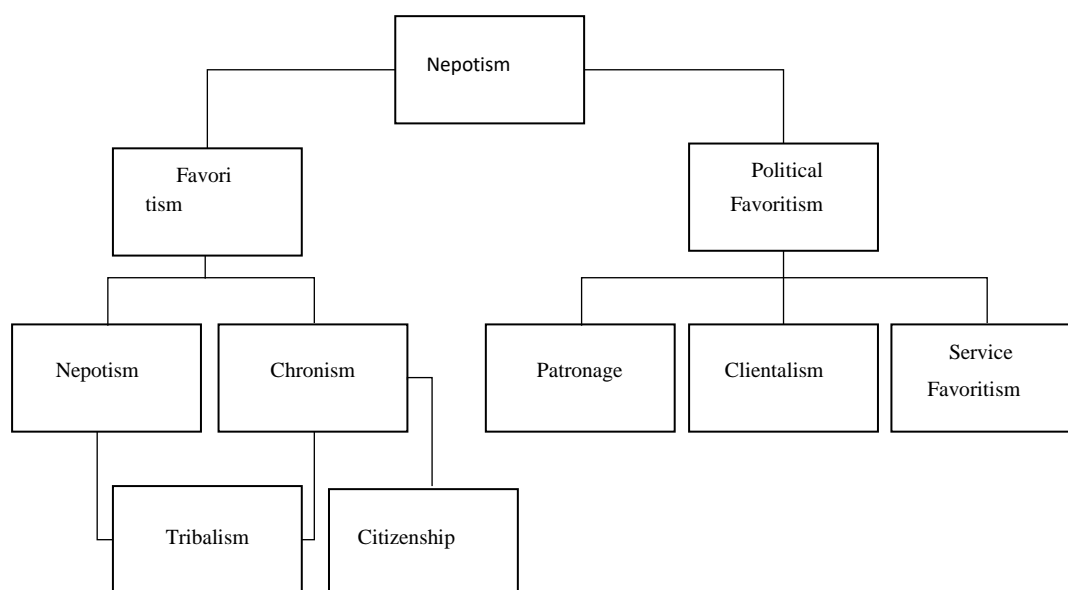 Nepotism
Favori
tism
Political
Favoritism
Nepotism
Chronism
Patronage
Clientalism
Service
Favoritism
Tribalism
Citizenship